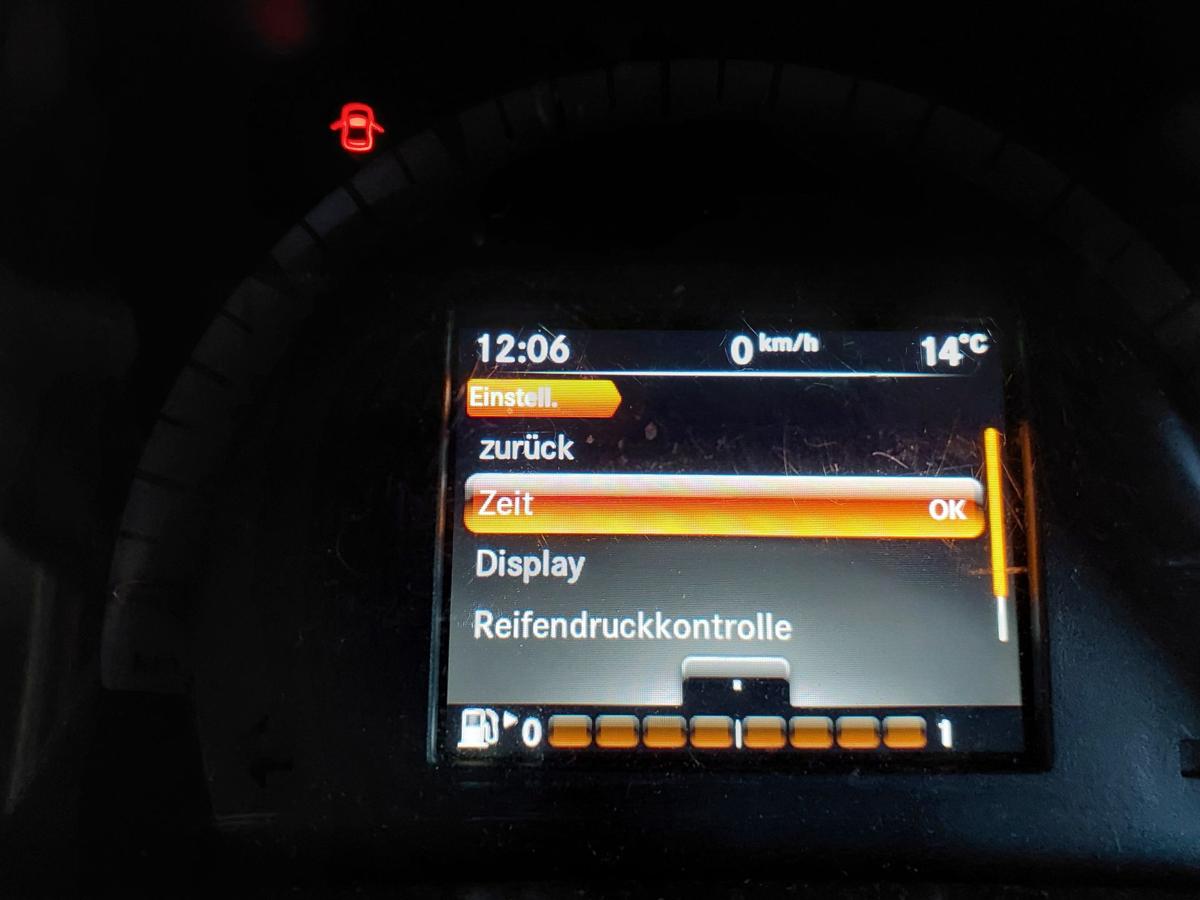 12:06 0 km/h 14°C
Einstell.
zurück
Zeit OK
Display
Reifendruckkontrolle
0 1